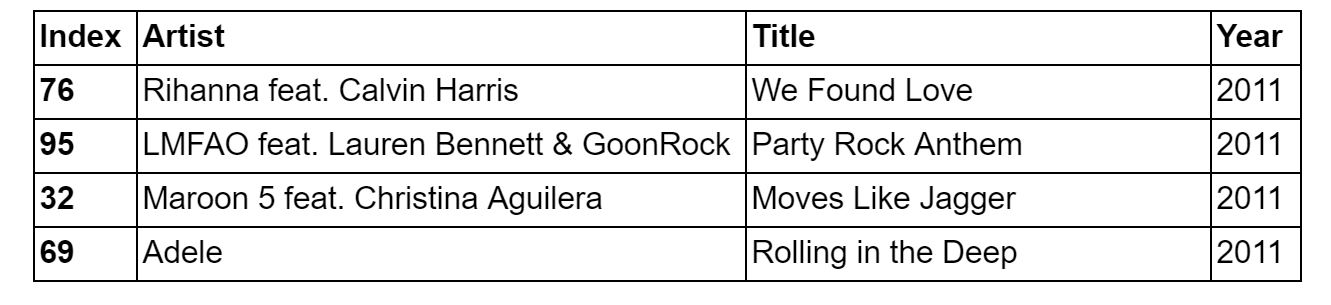 Index Artist Title Year
76 Rihanna feat. Calvin Harris We Found Love 2011
95 LMFAO feat. Lauren Bennett & GoonRock Party Rock Anthem 2011
32 Maroon 5 feat. Christina Aguilera Moves Like Jagger 2011
69 Adele Rolling in the Deep 2011